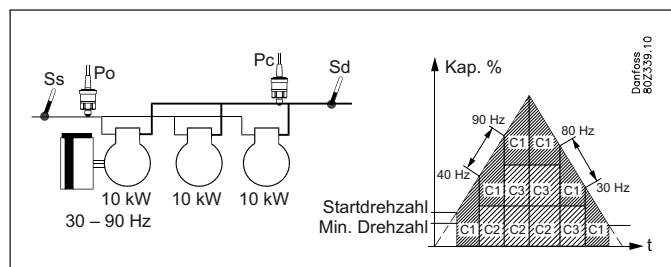 Ss
Po
Pc
Sd
10 kW
10 kW
10 kW
30 – 90 Hz
Kap. %
Danfoss
80Z339.10
90 Hz
80 Hz
40 Hz
30 Hz
C1
C1
C1
C3
C3
C1
Startdrehzahl
Min. Drehzahl
C1
C2
C2
C2
C3
C1
t